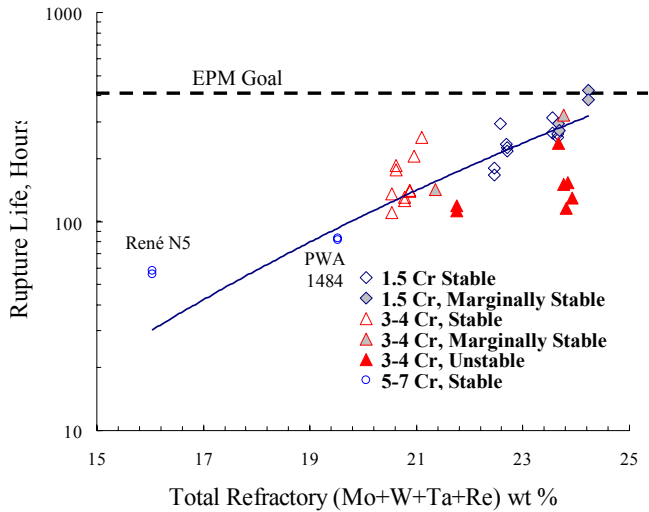 1000
EPM Goal
Rupture Life, Hours
100
René N5
PWA
1484
1.5 Cr Stable
1.5 Cr, Marginally Stable
3-4 Cr, Stable
3-4 Cr, Marginally Stable
3-4 Cr, Unstable
5-7 Cr, Stable
10
15 17 19 21 23 25
Total Refractory (Mo+W+Ta+Re) wt %